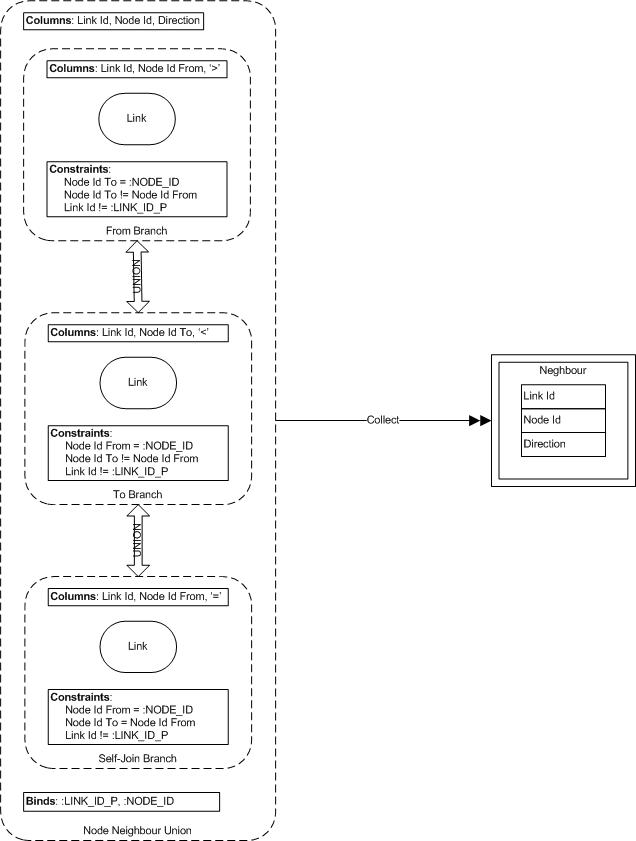 Columns: Link Id, Node Id, Direction
Columns: Link Id, Node Id From, ‘>’
Link
Constraints:
Node Id To = :NODE_ID
Node Id To != Node Id From
Link Id != :LINK_ID_P
From Branch
UNION
Columns: Link Id, Node Id To, ‘<’
Link
Constraints:
Node Id From = :NODE_ID
Node Id To != Node Id From
Link Id != :LINK_ID_P
To Branch
UNION
Columns: Link Id, Node Id From, ‘=’
Link
Constraints:
Node Id From = :NODE_ID
Node Id To = Node Id From
Link Id != :LINK_ID_P
Self-Join Branch
Binds: :LINK_ID_P, :NODE_ID
Node Neighbour Union
Collect
Neghbour
Link Id
Node Id
Direction